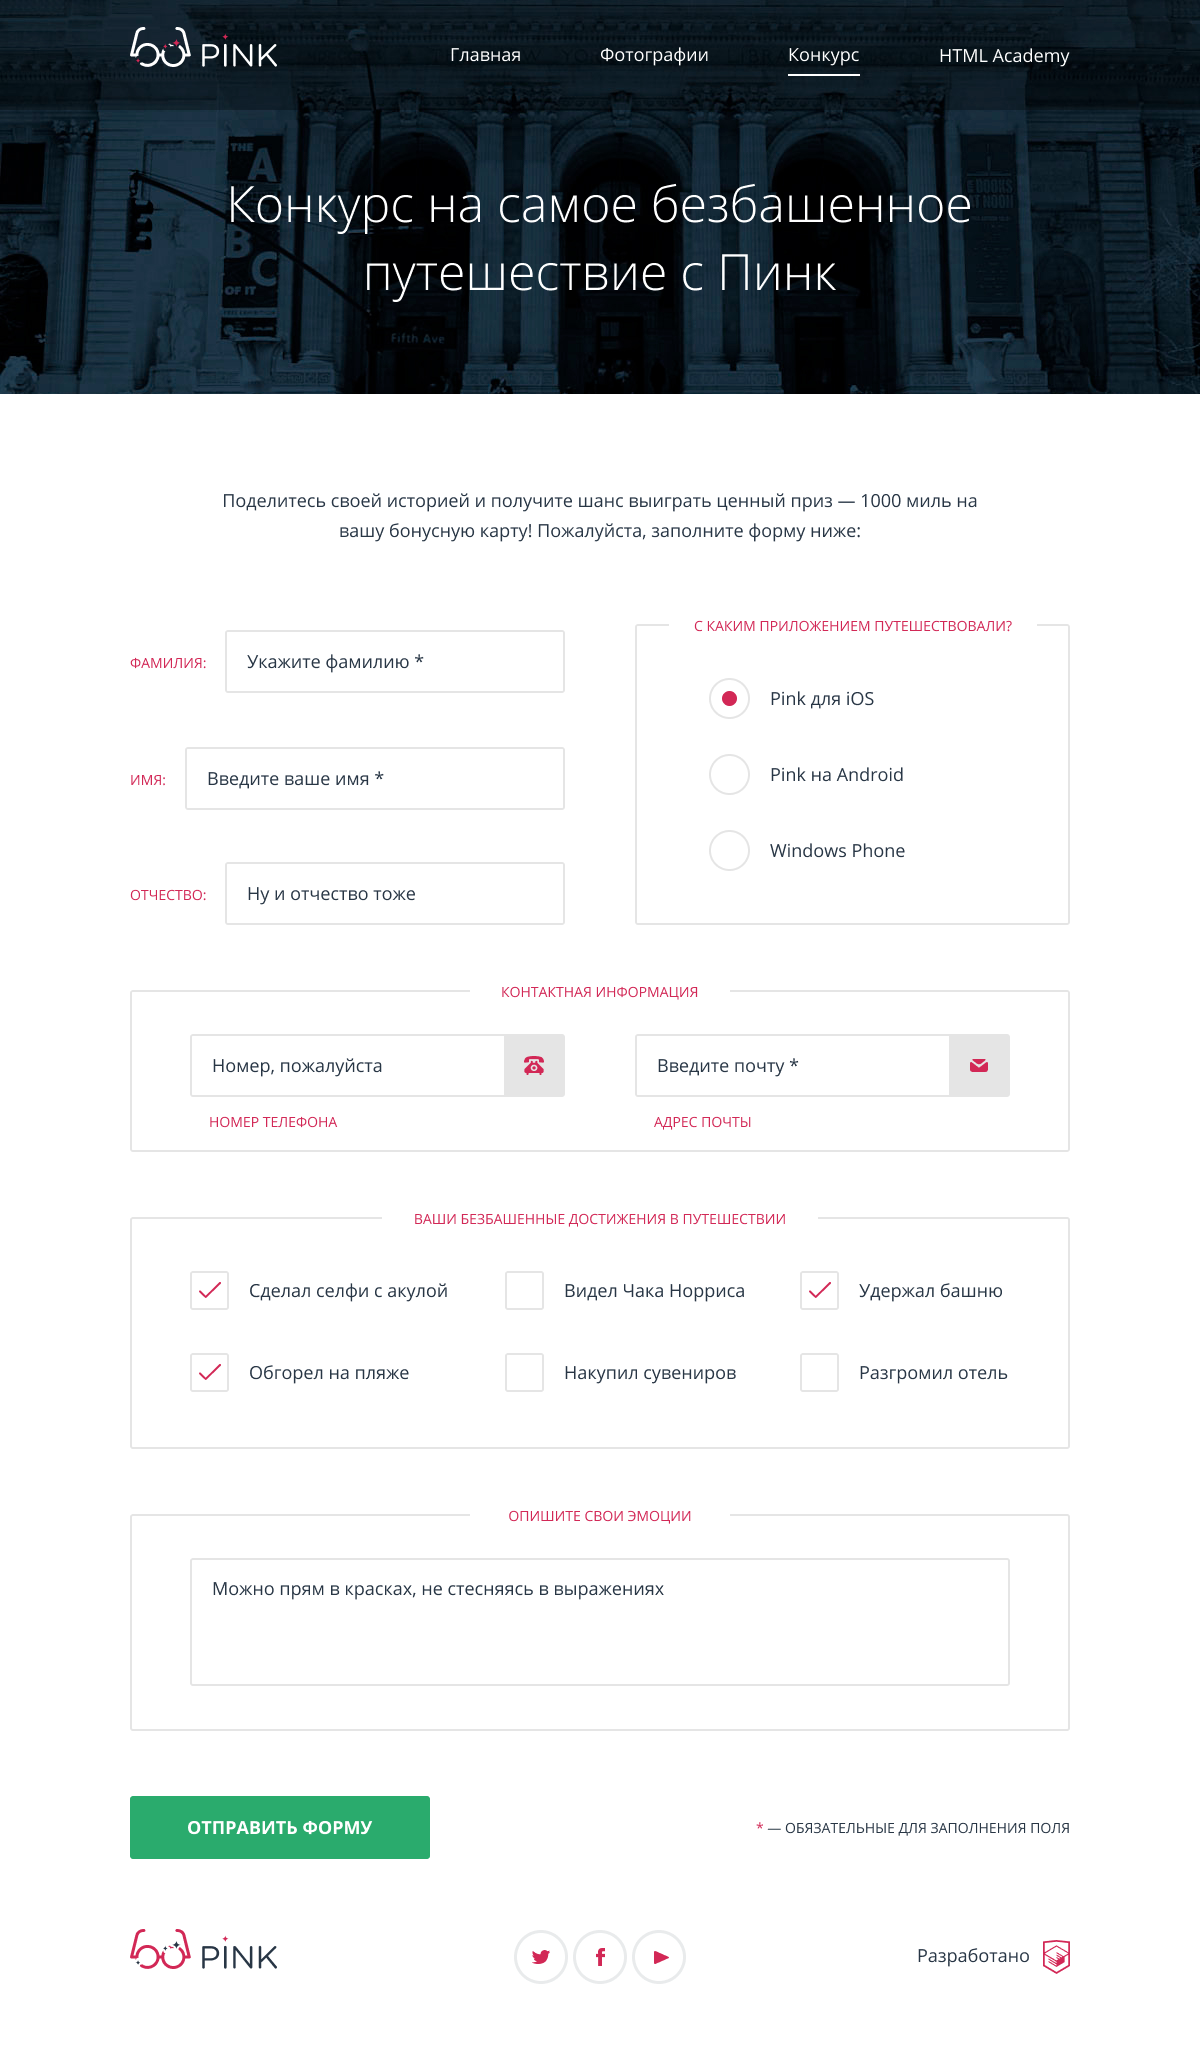 PINK
Главная
Фотографии
Конкурс
HTML Academy
THE
A
B
C
OF IT
Fifth Ave
Конкурс на самое безбашенное
путешествие с Пинк
Поделитесь своей историей и получите шанс выиграть ценный приз — 1000 миль на
вашу бонусную карту! Пожалуйста, заполните форму ниже:
ФАМИЛИЯ:
Укажите фамилию *
ИМЯ:
Введите ваше имя *
ОТЧЕСТВО:
Ну и отчество тоже
С КАКИМ ПРИЛОЖЕНИЕМ ПУТЕШЕСТВОВАЛИ?
Pink для iOS
Pink на Android
Windows Phone
КОНТАКТНАЯ ИНФОРМАЦИЯ
Номер, пожалуйста
НОМЕР ТЕЛЕФОНА
Введите почту *
АДРЕС ПОЧТЫ
ВАШИ БЕЗБАШЕННЫЕ ДОСТИЖЕНИЯ В ПУТЕШЕСТВИИ
Сделал селфи с акулой
Видел Чака Норриса
Удержал башню
Обгорел на пляже
Накупил сувениров
Разгромил отель
ОПИШИТЕ СВОИ ЭМОЦИИ
Можно прям в красках, не стесняясь в выражениях
ОТПРАВИТЬ ФОРМУ
* — ОБЯЗАТЕЛЬНЫЕ ДЛЯ ЗАПОЛНЕНИЯ ПОЛЯ
PINK
Разработано